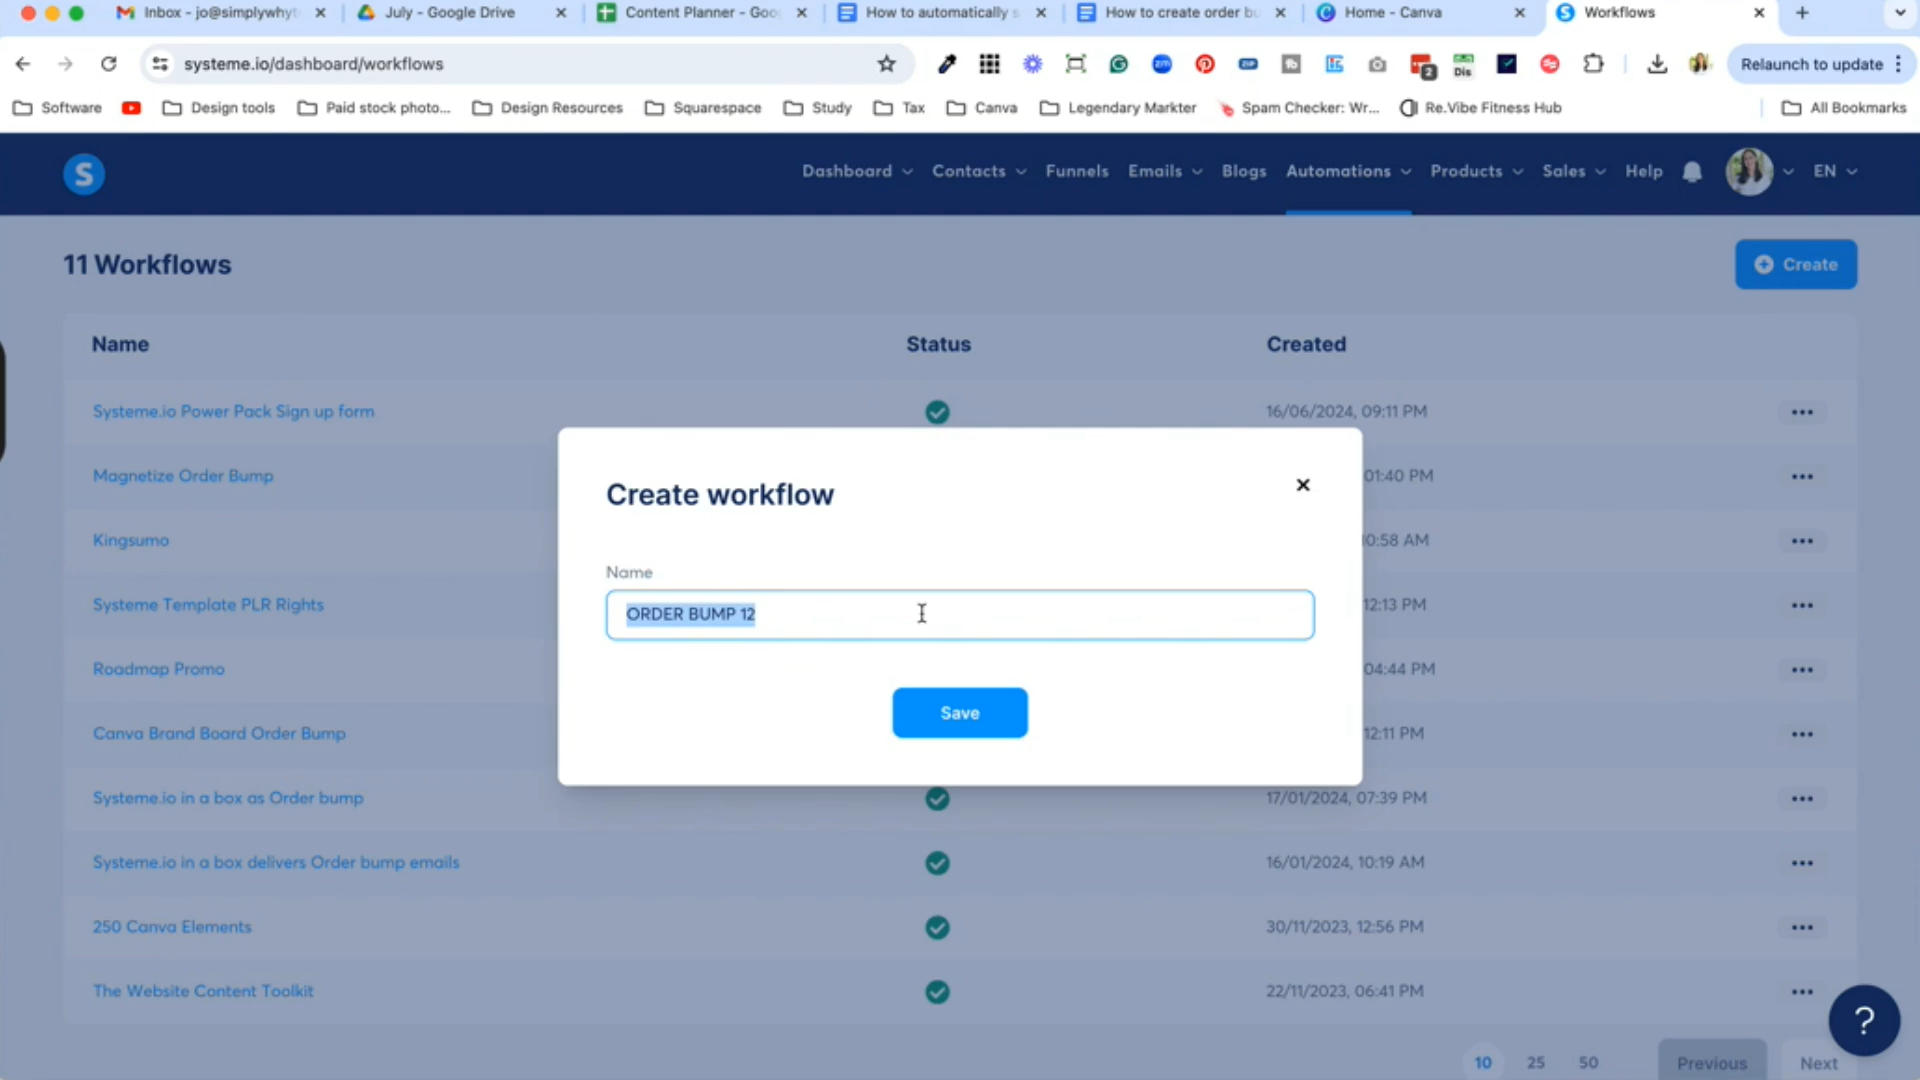 Inbox - jo@simplywhyt
July - Google Drive
Content Planner - Goo
How to automatically s
How to create order bu
Home - Canva
Workflows
systeme.io/dashboard/workflows
2
Dis
Relaunch to update
Software
Design tools
Paid stock photo...
Design Resources
Squarespace
Study
Tax
Canva
Legendary Markter
Spam Checker: Wr...
Re.Vibe Fitness Hub
All Bookmarks
S
Dashboard
Contacts
Funnels
Emails
Blogs
Automations
Products
Sales
Help
EN
11 Workflows
Create
Name
Status
Created
Systeme.io Power Pack Sign up form
16/06/2024, 09:11 PM
Magnetize Order Bump
01:40 PM
Kingsumo
0:58 AM
Systeme Template PLR Rights
12:13 PM
Roadmap Promo
04:44 PM
Canva Brand Board Order Bump
12:11 PM
Systeme.io in a box as Order bump
17/01/2024, 07:39 PM
Systeme.io in a box delivers Order bump emails
16/01/2024, 10:19 AM
250 Canva Elements
30/11/2023, 12:56 PM
The Website Content Toolkit
22/11/2023, 06:41 PM
Create workflow
Name
ORDER BUMP 12
Save
?
10
25
50
Previous
Next